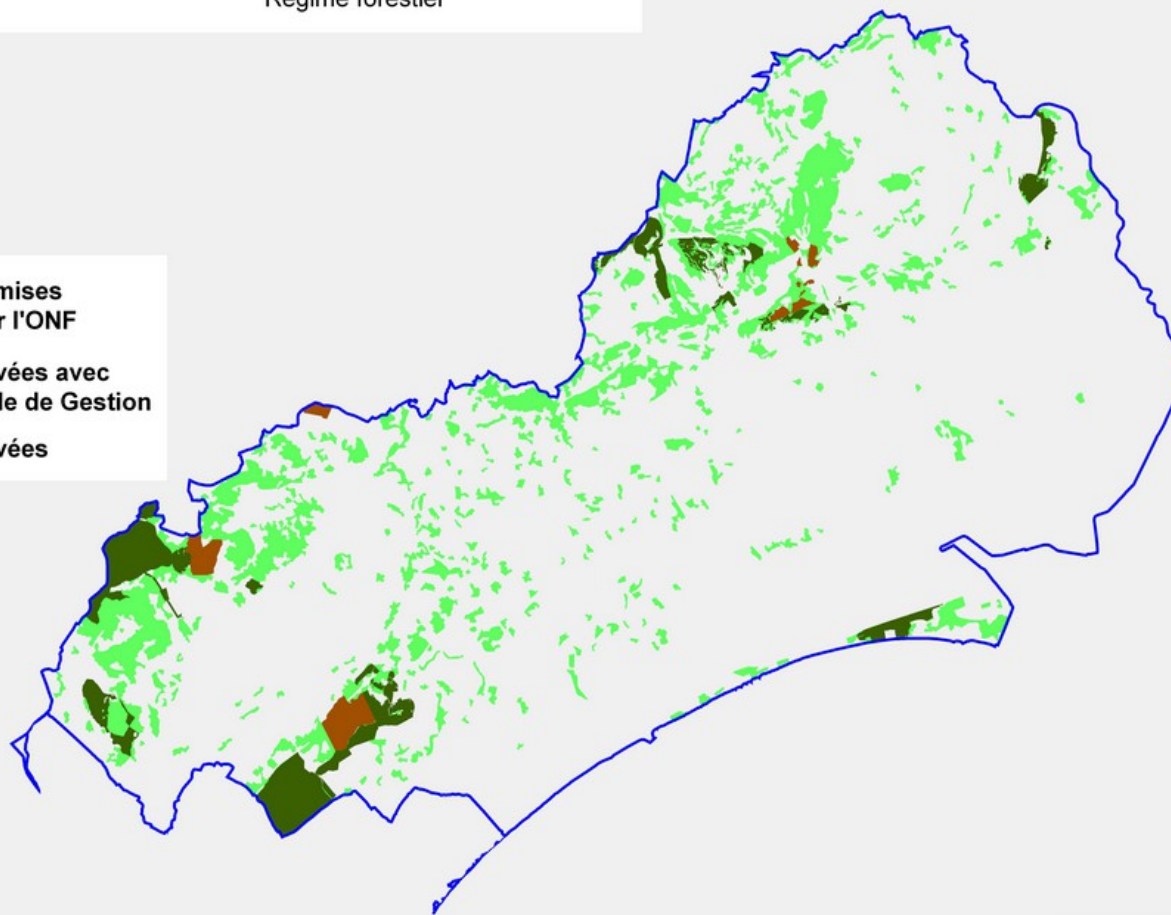 Régime forestier
mises
r l'ONF
vées avec
le de Gestion
vées